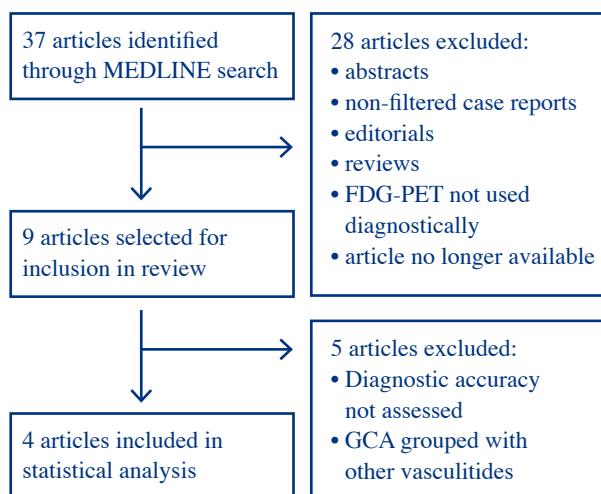 37 articles identified
through MEDLINE search
28 articles excluded:
• abstracts
• non-filtered case reports
• editorials
• reviews
• FDG-PET not used
diagnostically
• article no longer available
9 articles selected for
inclusion in review
5 articles excluded:
• Diagnostic accuracy
not assessed
• GCA grouped with
other vasculitides
4 articles included in
statistical analysis